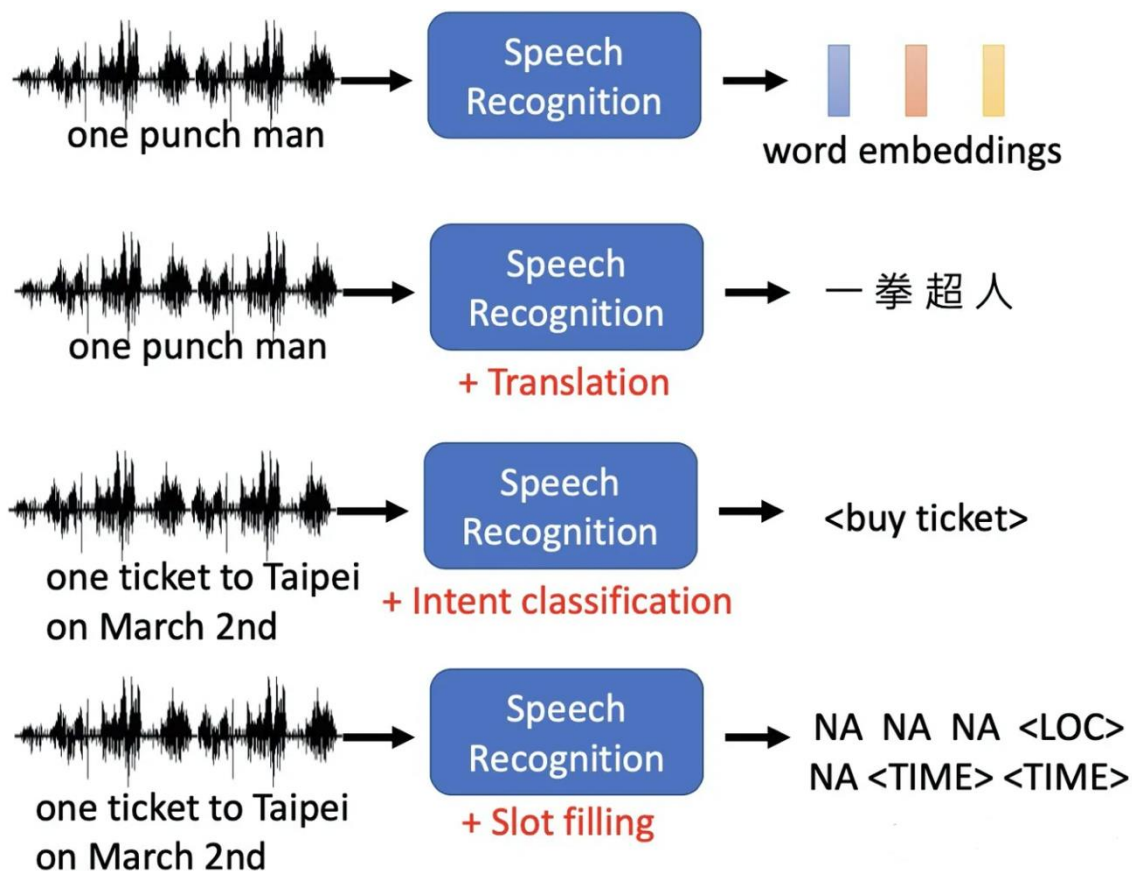 Speech
Recognition
one punch man
word embeddings
Speech
Recognition
one punch man
一 拳 超 人
+ Translation
Speech
Recognition
<buy ticket>
one ticket to Taipei
on March 2nd
+ Intent classification
Speech
Recognition
NA NA NA <LOC>
NA <TIME> <TIME>
one ticket to Taipei
on March 2nd
+ Slot filling